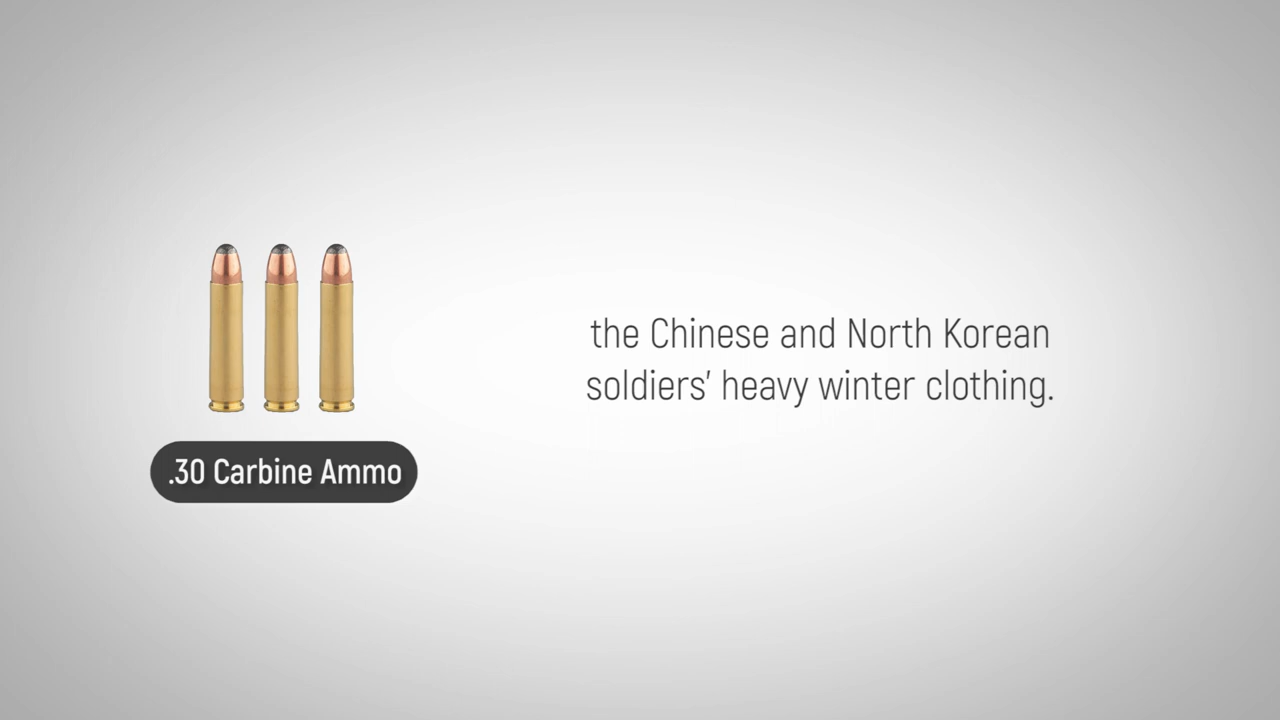 the Chinese and North Korean
soldiers' heavy winter clothing.
.30 Carbine Ammo